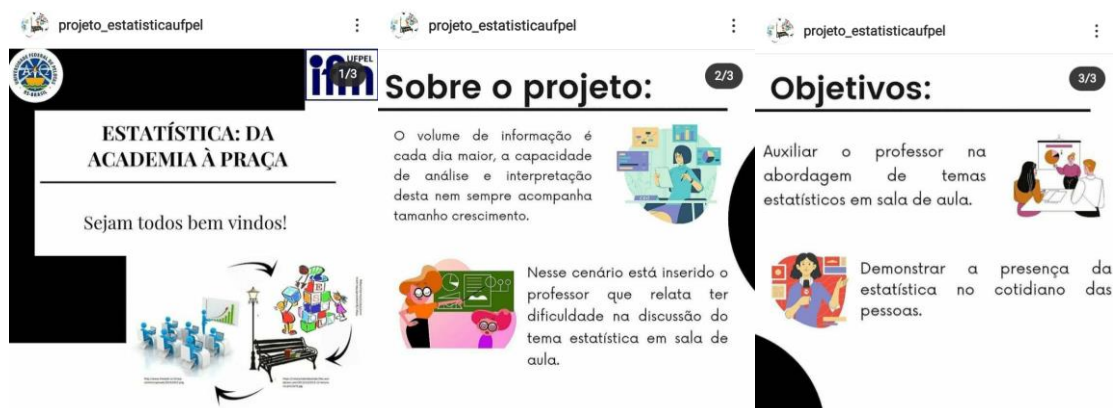 projeto_estatisticaufpel
1/3
UFPEL
ifm
ESTATÍSTICA: DA
ACADEMIA À PRAÇA
Sejam todos bem vindos!
projeto_estatisticaufpel
2/3
Sobre o projeto:
O volume de informação é
cada dia maior, a capacidade
de análise e interpretação
desta nem sempre acompanha
tamanho crescimento.
Nesse cenário está inserido o
professor que relata ter
dificuldade na discussão do
tema estatística em sala de
aula.
projeto_estatisticaufpel
3/3
Objetivos:
Auxiliar o professor na
abordagem de temas
estatísticos em sala de aula.
Demonstrar a presença da
estatística no cotidiano das
pessoas.